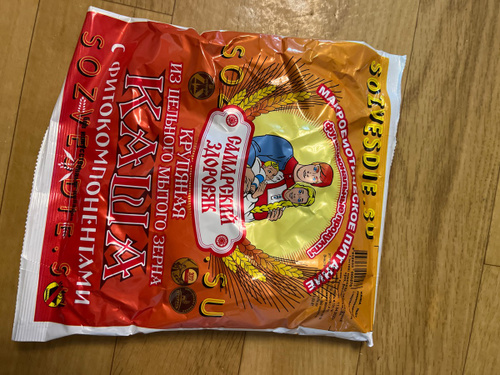 SOZVESDIE.SU
МАКРОБИОТИЧЕСКОЕ ПИТАНИЕ
САМАРСКИЙ
ЗДОРОВЯК
КРУПЯНАЯ
ИЗ ЦЕЛЬНОГО МЫТОГО ЗЕРНА
КАША
С ФИТОКОМПОНЕНТАМИ
SOZVESDIE.SU